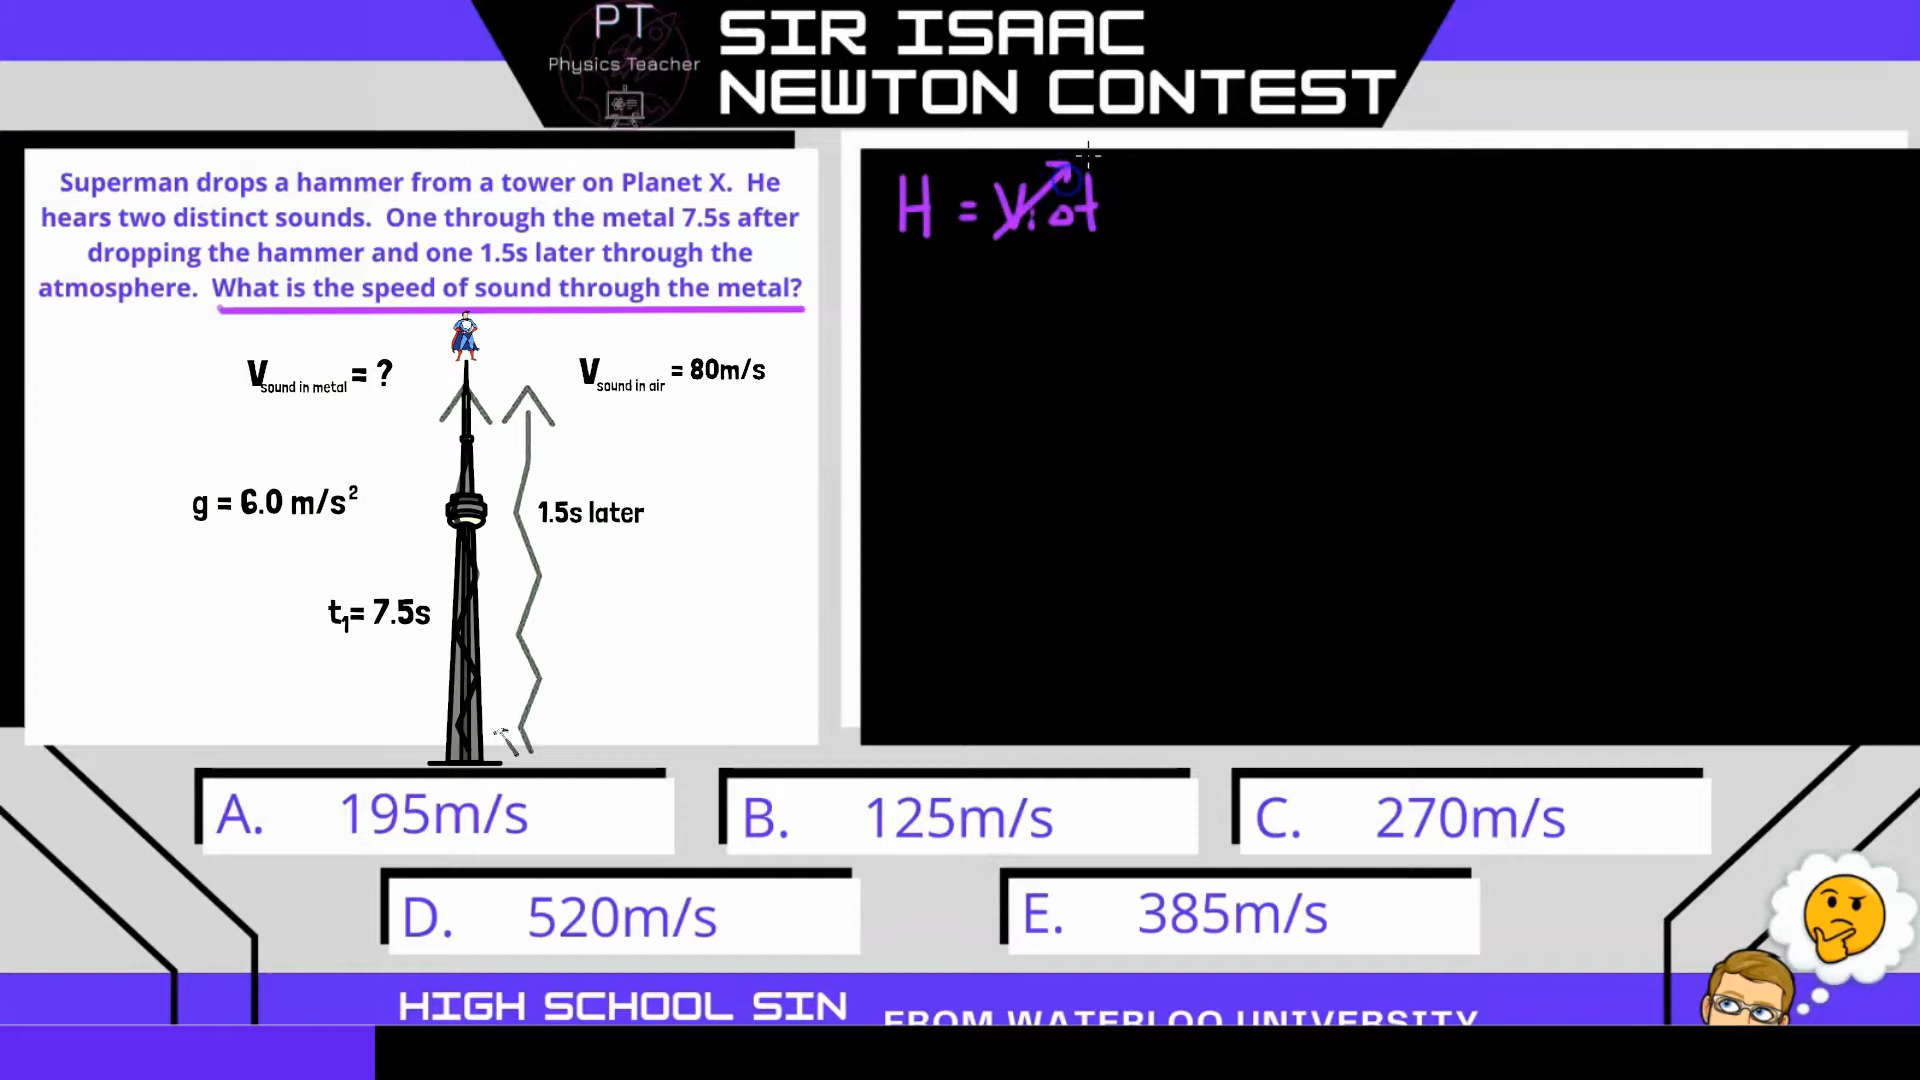 PT
Physics Teacher
SIR ISAAC
NEWTON CONTEST
Superman drops a hammer from a tower on Planet X. He
hears two distinct sounds. One through the metal 7.5s after
dropping the hammer and one 1.5s later through the
atmosphere. What is the speed of sound through the metal?
H = Vᵢ Δt
V sound in metal = ?
V sound in air = 80m/s
g = 6.0 m/s²
1.5s later
t₁= 7.5s
A. 195m/s
B. 125m/s
C. 270m/s
D. 520m/s
E. 385m/s
HIGH SCHOOL SIN
FROM WATERLOO UNIVERSITY